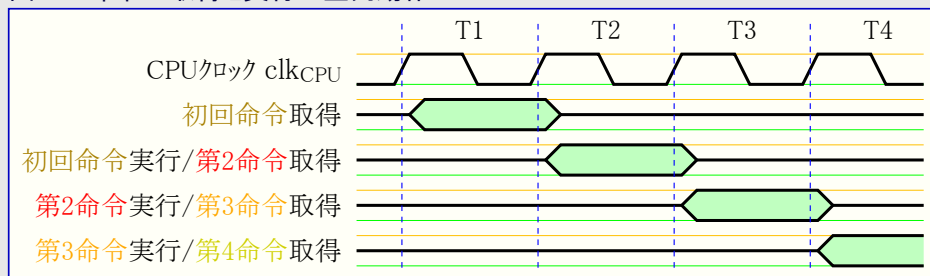 T1 T2 T3 T4
CPUクロック clkCPU
初回命令取得
初回命令実行/第2命令取得
第2命令実行/第3命令取得
第3命令実行/第4命令取得